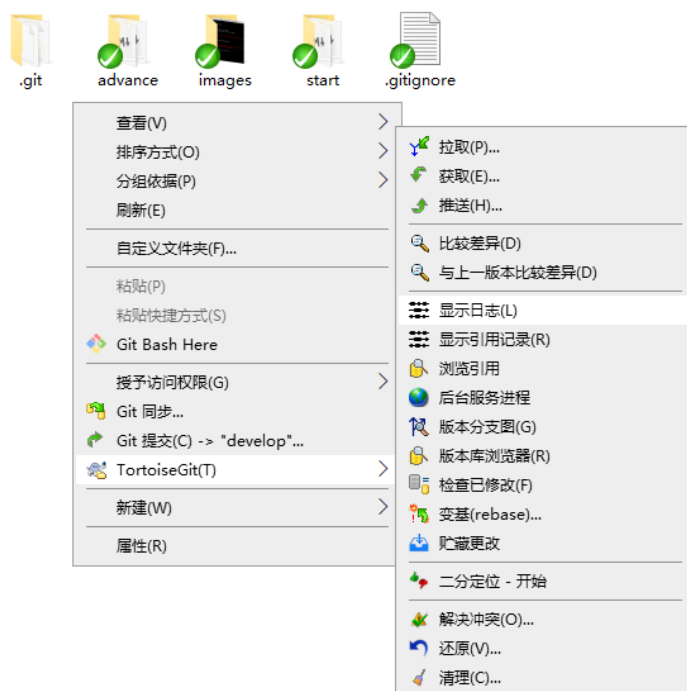 .git
advance
images
start
.gitignore
查看(V)
排序方式(O)
分组依据(P)
刷新(E)
自定义文件夹(F)...
粘贴(P)
粘贴快捷方式(S)
Git Bash Here
授予访问权限(G)
Git 同步...
Git 提交(C) -> "develop"...
TortoiseGit(T)
新建(W)
属性(R)
拉取(P)...
获取(E)...
推送(H)...
比较差异(D)
与上一版本比较差异(D)
显示日志(L)
显示引用记录(R)
浏览引用
后台服务进程
版本分支图(G)
版本库浏览器(R)
检查已修改(F)
变基(rebase)...
贮藏更改
二分定位 - 开始
解决冲突(O)...
还原(V)...
清理(C)...